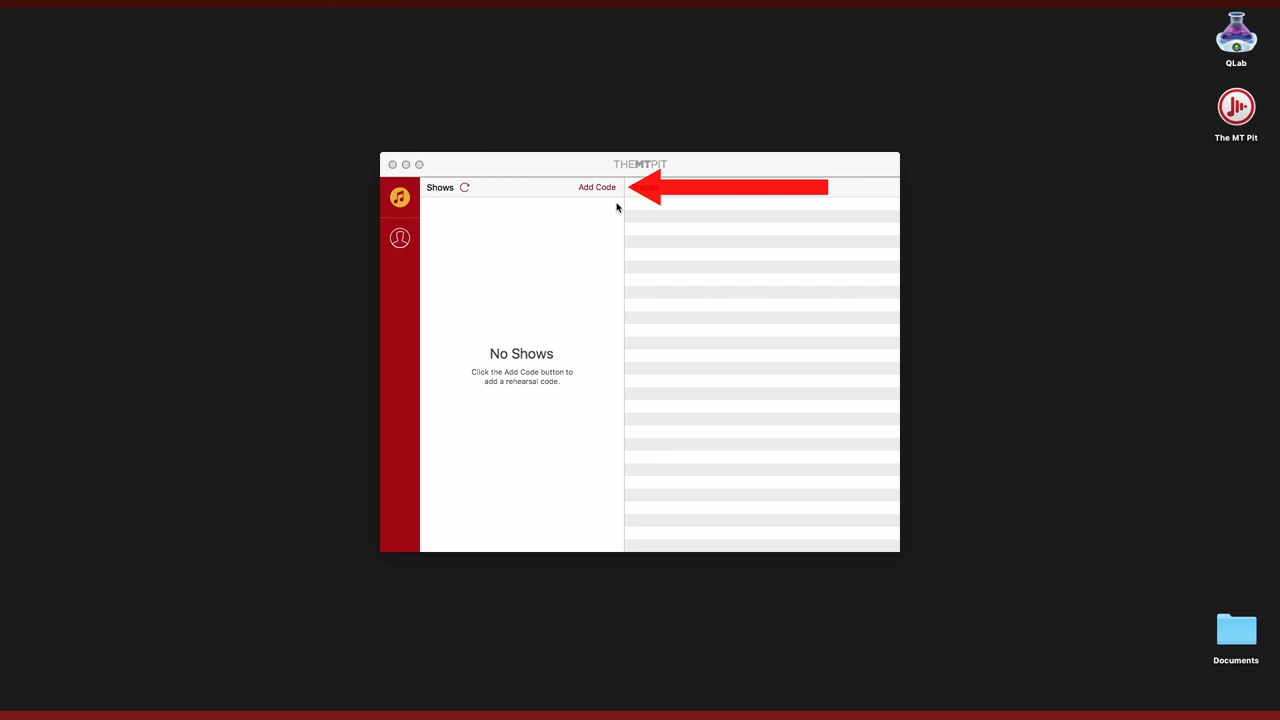 QLab
The MT Pit
THEMTPIT
Shows
Add Code
No Shows
Click the Add Code button to
add a rehearsal code.
Documents